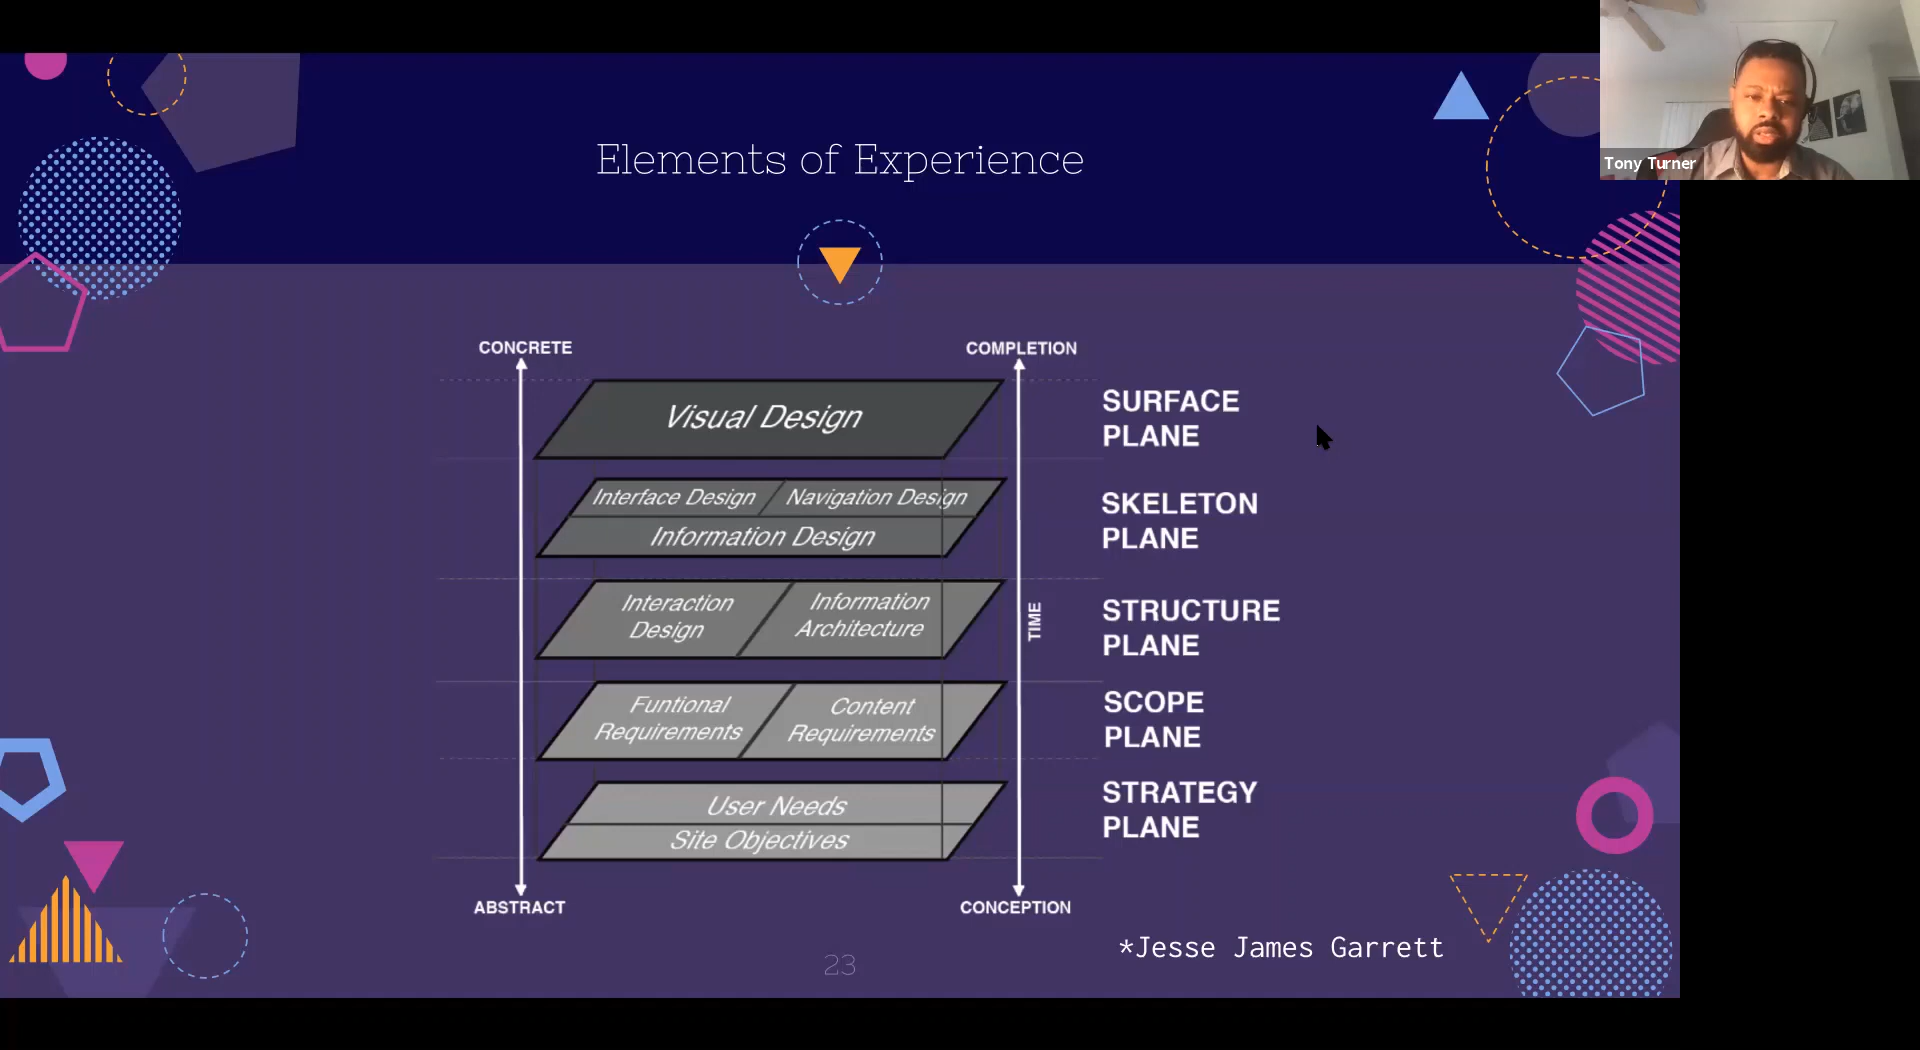 Tony Turner
Elements of Experience
CONCRETE
COMPLETION
Visual Design
SURFACE
PLANE
Interface Design
Navigation Design
Information Design
SKELETON
PLANE
Interaction
Design
Information
Architecture
TIME
STRUCTURE
PLANE
Funtional
Requirements
Content
Requirements
SCOPE
PLANE
User Needs
Site Objectives
STRATEGY
PLANE
ABSTRACT
CONCEPTION
*Jesse James Garrett
23